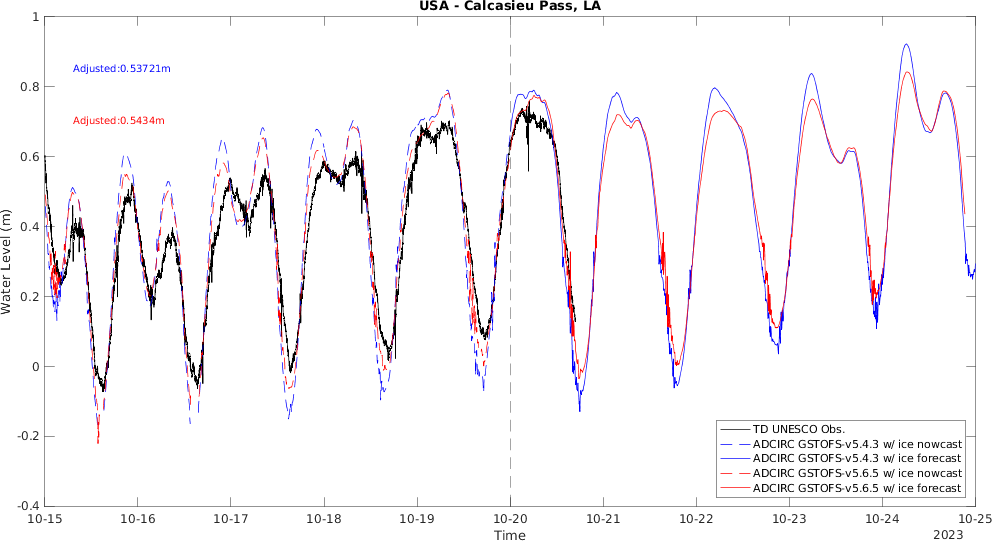 USA - Calcasieu Pass, LA
1
Adjusted:0.53721m
0.8
Adjusted:0.5434m
0.6
0.4
Water Level (m)
0.2
0
-0.2
TD UNESCO Obs.
ADCIRC GSTOFS-v5.4.3 w/ ice nowcast
ADCIRC GSTOFS-v5.4.3 w/ ice forecast
ADCIRC GSTOFS-v5.6.5 w/ ice nowcast
ADCIRC GSTOFS-v5.6.5 w/ ice forecast
-0.4
10-15 10-16 10-17 10-18 10-19 10-20 10-21 10-22 10-23 10-24 10-25
Time
2023